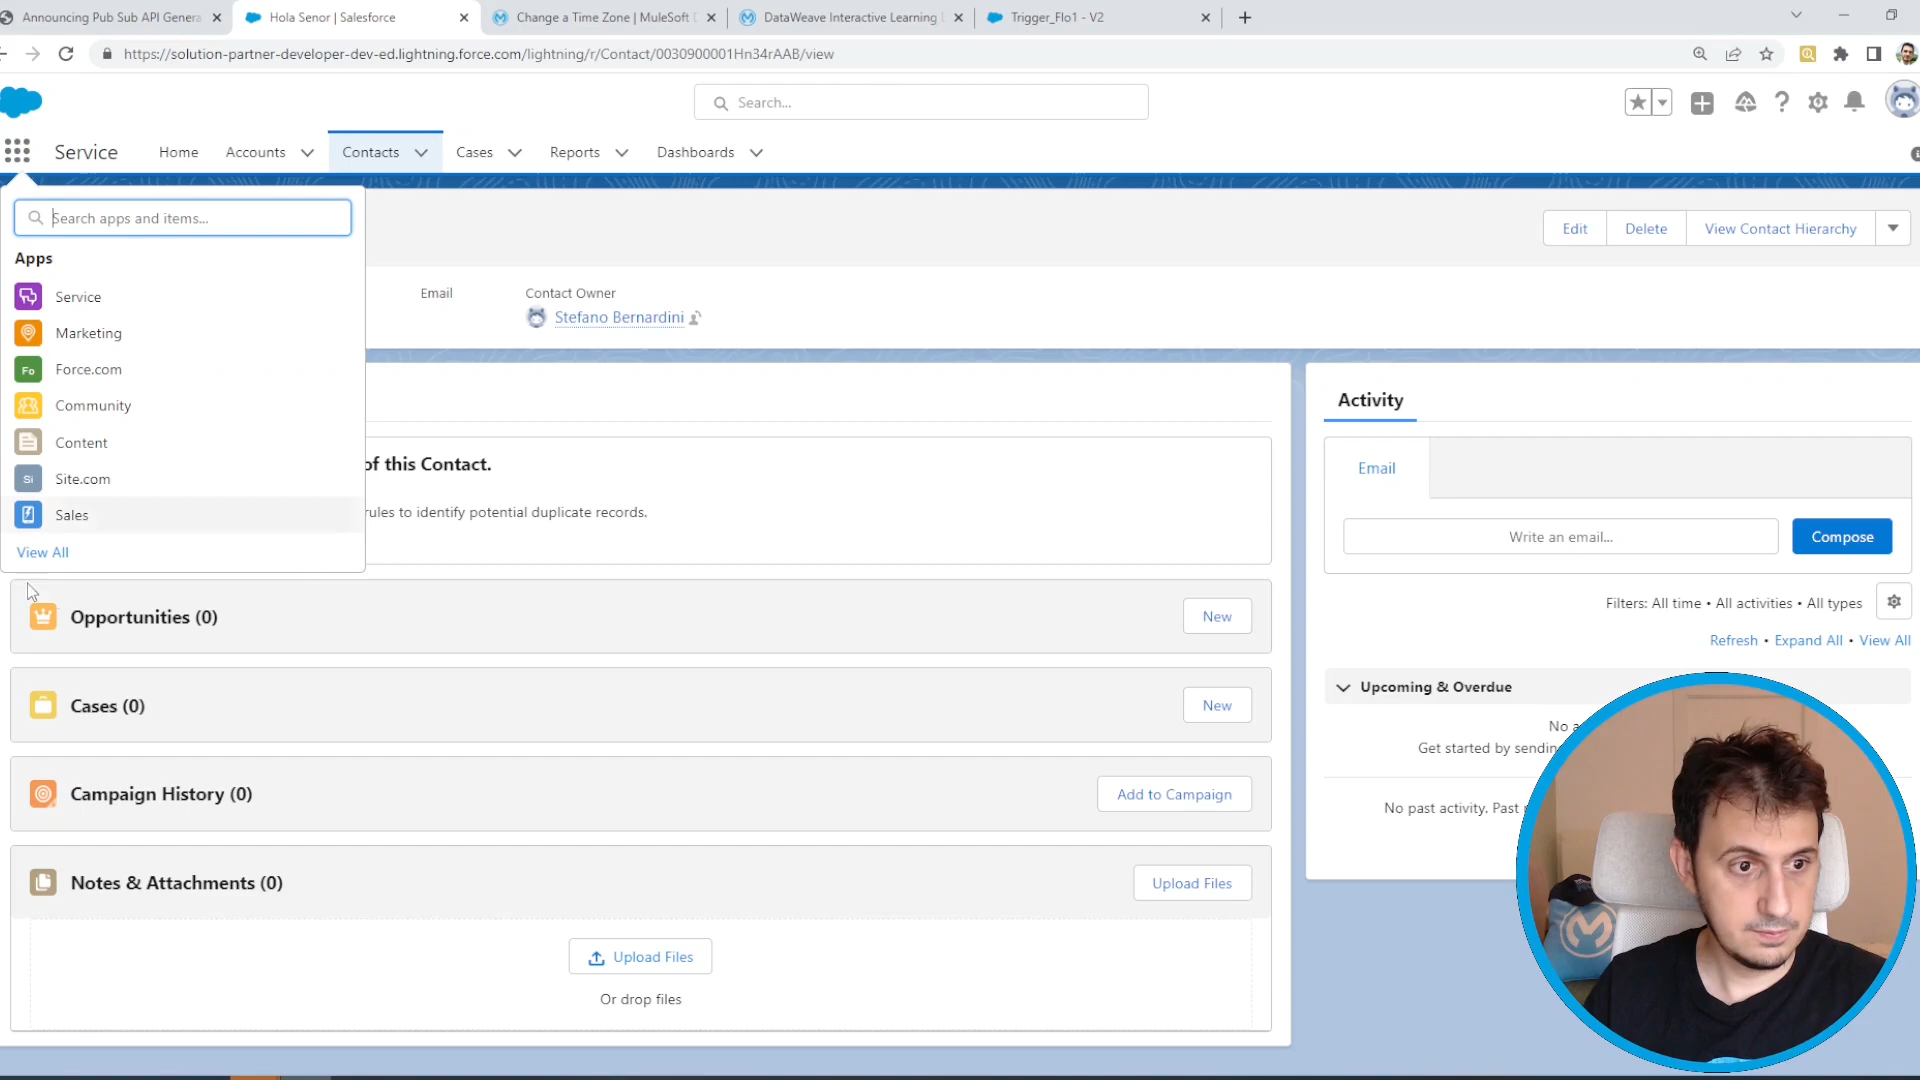 Announcing Pub Sub API Genera
Hola Senor | Salesforce
Change a Time Zone | MuleSoft
DataWeave Interactive Learning
Trigger_Flo1 - V2
https://solution-partner-developer-dev-ed.lightning.force.com/lightning/r/Contact/0030900001Hn34rAAB/view
Search...
Service
Home
Accounts
Contacts
Cases
Reports
Dashboards
Search apps and items...
Apps
Service
Marketing
Fo
Force.com
Community
Content
Si
Site.com
Sales
View All
Edit
Delete
View Contact Hierarchy
Email
Contact Owner
Stefano Bernardini
of this Contact.
rules to identify potential duplicate records.
Opportunities (0)
New
Cases (0)
New
Campaign History (0)
Add to Campaign
Notes & Attachments (0)
Upload Files
Upload Files
Or drop files
Activity
Email
Write an email...
Compose
Filters: All time • All activities • All types
Refresh • Expand All • View All
Upcoming & Overdue
No a
Get started by sendin
No past activity. Past